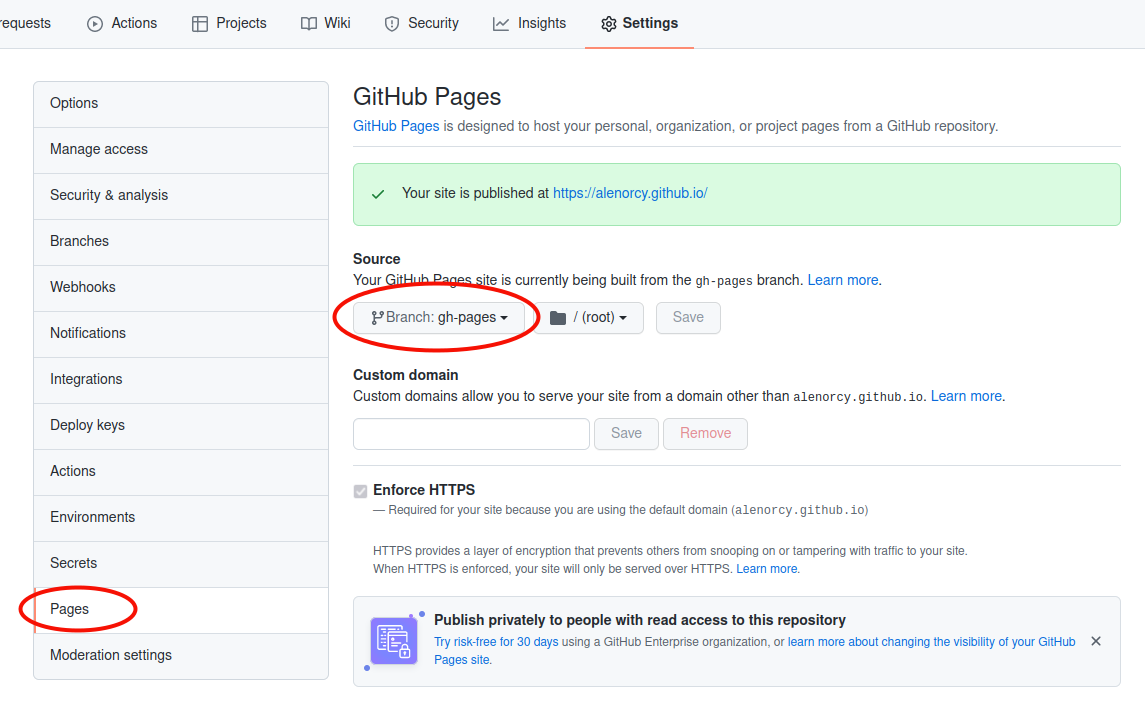 requests Actions Projects Wiki Security Insights Settings
Options
Manage access
Security & analysis
Branches
Webhooks
Notifications
Integrations
Deploy keys
Actions
Environments
Secrets
Pages
Moderation settings
GitHub Pages
GitHub Pages is designed to host your personal, organization, or project pages from a GitHub repository.
Your site is published at https://alenorcy.github.io/
Source
Your GitHub Pages site is currently being built from the gh-pages branch. Learn more.
Branch: gh-pages / (root) Save
Custom domain
Custom domains allow you to serve your site from a domain other than alenorcy.github.io. Learn more.
Save Remove
Enforce HTTPS
— Required for your site because you are using the default domain (alenorcy.github.io)
HTTPS provides a layer of encryption that prevents others from snooping on or tampering with traffic to your site.
When HTTPS is enforced, your site will only be served over HTTPS. Learn more.
Publish privately to people with read access to this repository
Try risk-free for 30 days using a GitHub Enterprise organization, or learn more about changing the visibility of your GitHub
Pages site.